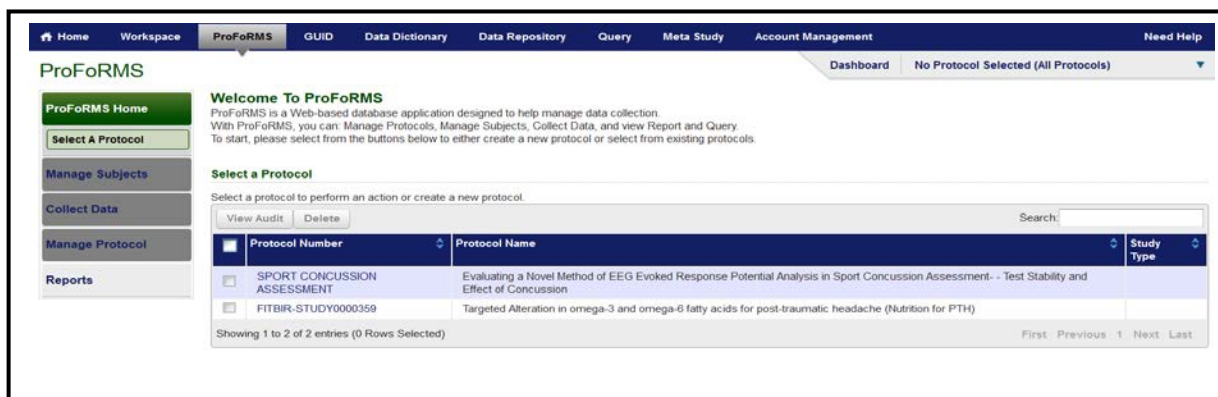 Home Workspace ProFoRMS GUID Data Dictionary Data Repository Query Meta Study Account Management Need Help
ProFoRMS
Dashboard No Protocol Selected (All Protocols)
ProFoRMS Home
Select A Protocol
Manage Subjects
Collect Data
Manage Protocol
Reports
Welcome To ProFoRMS
ProFoRMS is a Web-based database application designed to help manage data collection.
With ProFoRMS, you can: Manage Protocols, Manage Subjects, Collect Data, and view Report and Query.
To start, please select from the buttons below to either create a new protocol or select from existing protocols.
Select a Protocol
Select a protocol to perform an action or create a new protocol.
View Audit Delete Search:
Protocol Number Protocol Name Study
Type
SPORT CONCUSSION
ASSESSMENT
Evaluating a Novel Method of EEG Evoked Response Potential Analysis in Sport Concussion Assessment- - Test Stability and
Effect of Concussion
FITBIR-STUDY0000359 Targeted Alteration in omega-3 and omega-6 fatty acids for post-traumatic headache (Nutrition for PTH)
Showing 1 to 2 of 2 entries (0 Rows Selected) First Previous 1 Next Last